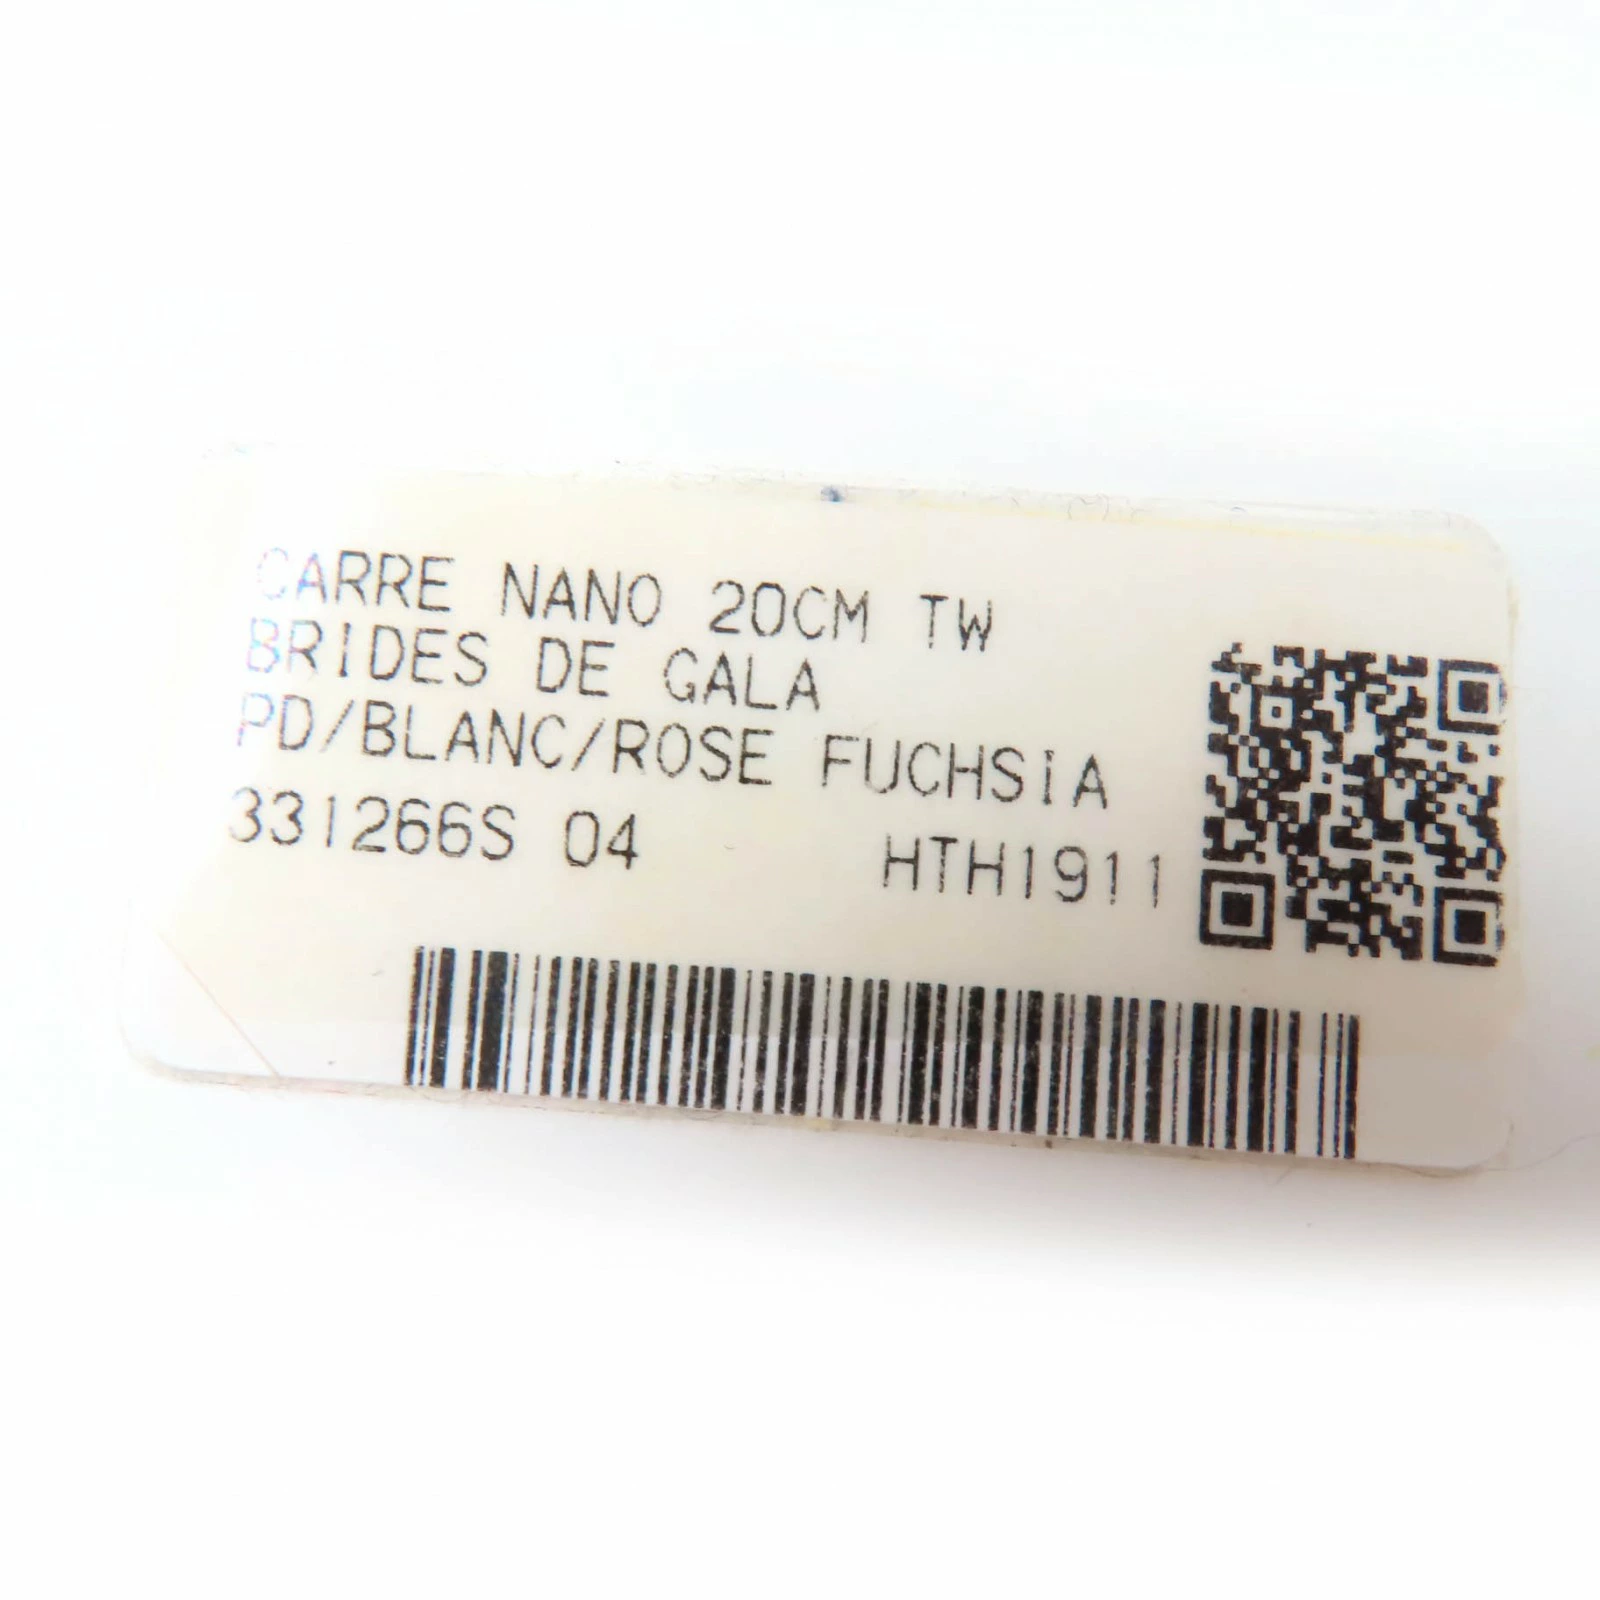 CARRE NANO 20CM TW
BRIDES DE GALA
PD/BLANC/ROSE FUCHSIA
331266S 04 HTH1911